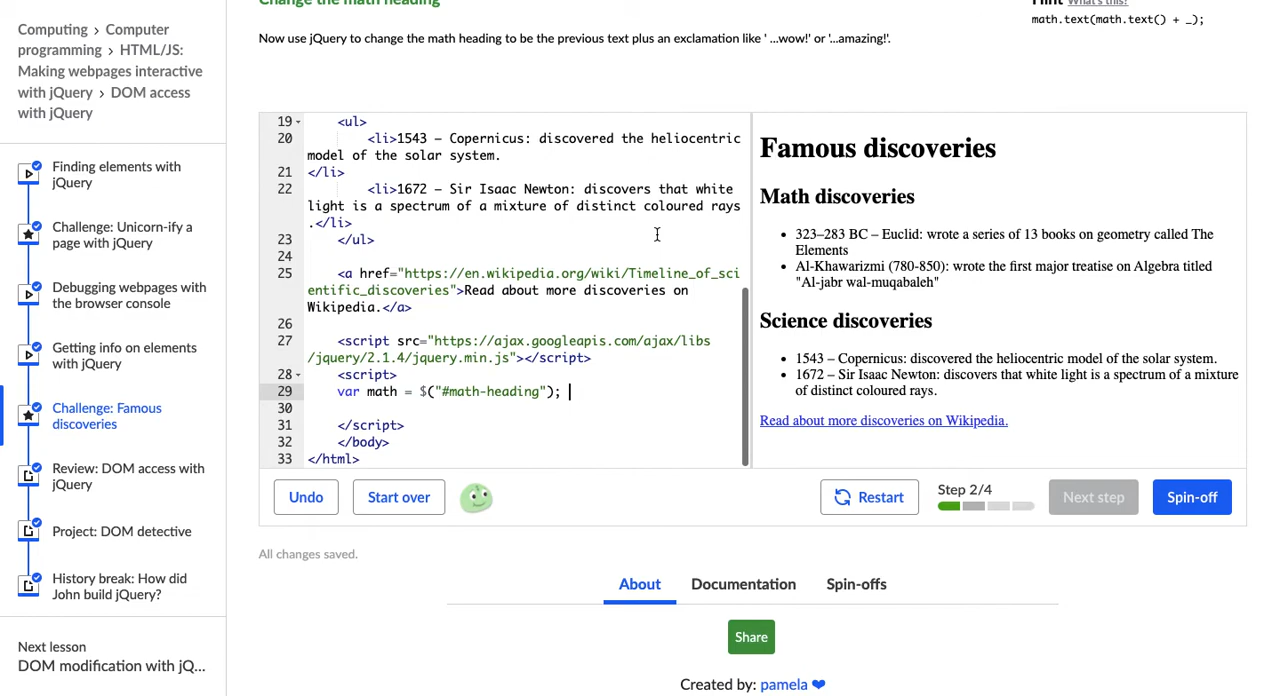 Computing › Computer
programming › HTML/JS:
Making webpages interactive
with jQuery › DOM access
with jQuery
Finding elements with
jQuery
Challenge: Unicorn-ify a
page with jQuery
Debugging webpages with
the browser console
Getting info on elements
with jQuery
Challenge: Famous
discoveries
Review: DOM access with
jQuery
Project: DOM detective
History break: How did
John build jQuery?
Next lesson
DOM modification with jQ...
Change the math heading
Now use jQuery to change the math heading to be the previous text plus an exclamation like ' ...wow!' or '...amazing!'.
Hint What's this?
math.text(math.text() + _);
19 <ul>
20 <li>1543 – Copernicus: discovered the heliocentric
model of the solar system.
21 </li>
22 <li>1672 – Sir Isaac Newton: discovers that white
light is a spectrum of a mixture of distinct coloured rays
.</li>
23 </ul>
24
25 <a href="https://en.wikipedia.org/wiki/Timeline_of_sci
entific_discoveries">Read about more discoveries on
Wikipedia.</a>
26
27 <script src="https://ajax.googleapis.com/ajax/libs
/jquery/2.1.4/jquery.min.js"></script>
28 <script>
29 var math = $("#math-heading");
30
31 </script>
32 </body>
33 </html>
Famous discoveries
Math discoveries
• 323–283 BC – Euclid: wrote a series of 13 books on geometry called The
Elements
• Al-Khawarizmi (780-850): wrote the first major treatise on Algebra titled
"Al-jabr wal-muqabaleh"
Science discoveries
• 1543 – Copernicus: discovered the heliocentric model of the solar system.
• 1672 – Sir Isaac Newton: discovers that white light is a spectrum of a mixture
of distinct coloured rays.
Read about more discoveries on Wikipedia.
Undo
Start over
Restart
Step 2/4
Next step
Spin-off
All changes saved.
About
Documentation
Spin-offs
Share
Created by: pamela